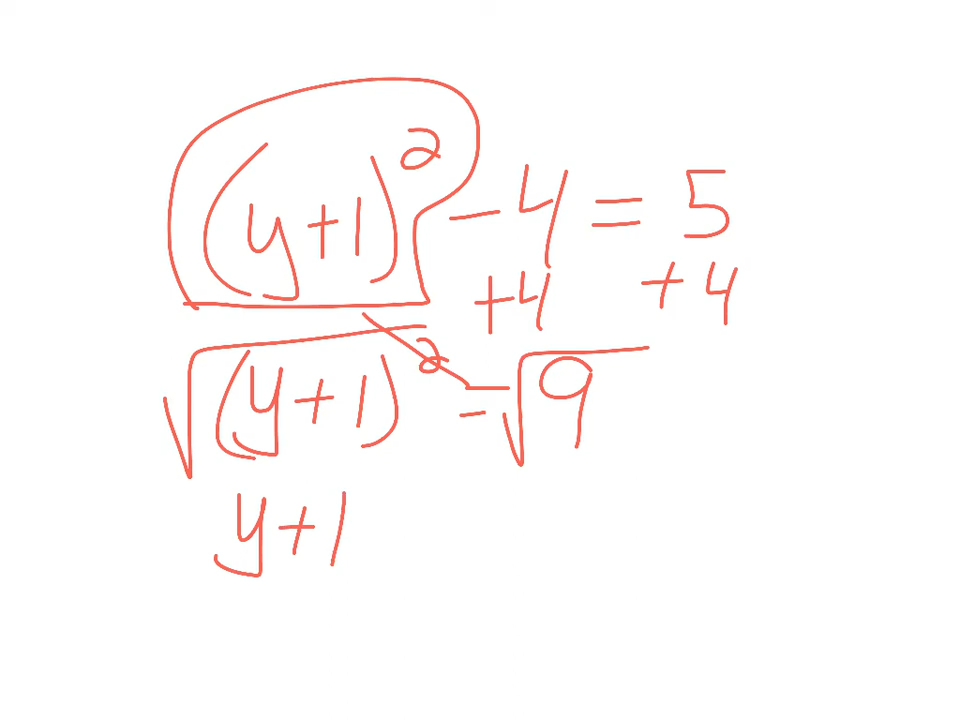 (y+1)² - 4 = 5
+4 +4
√(y+1)² = √9
y+1